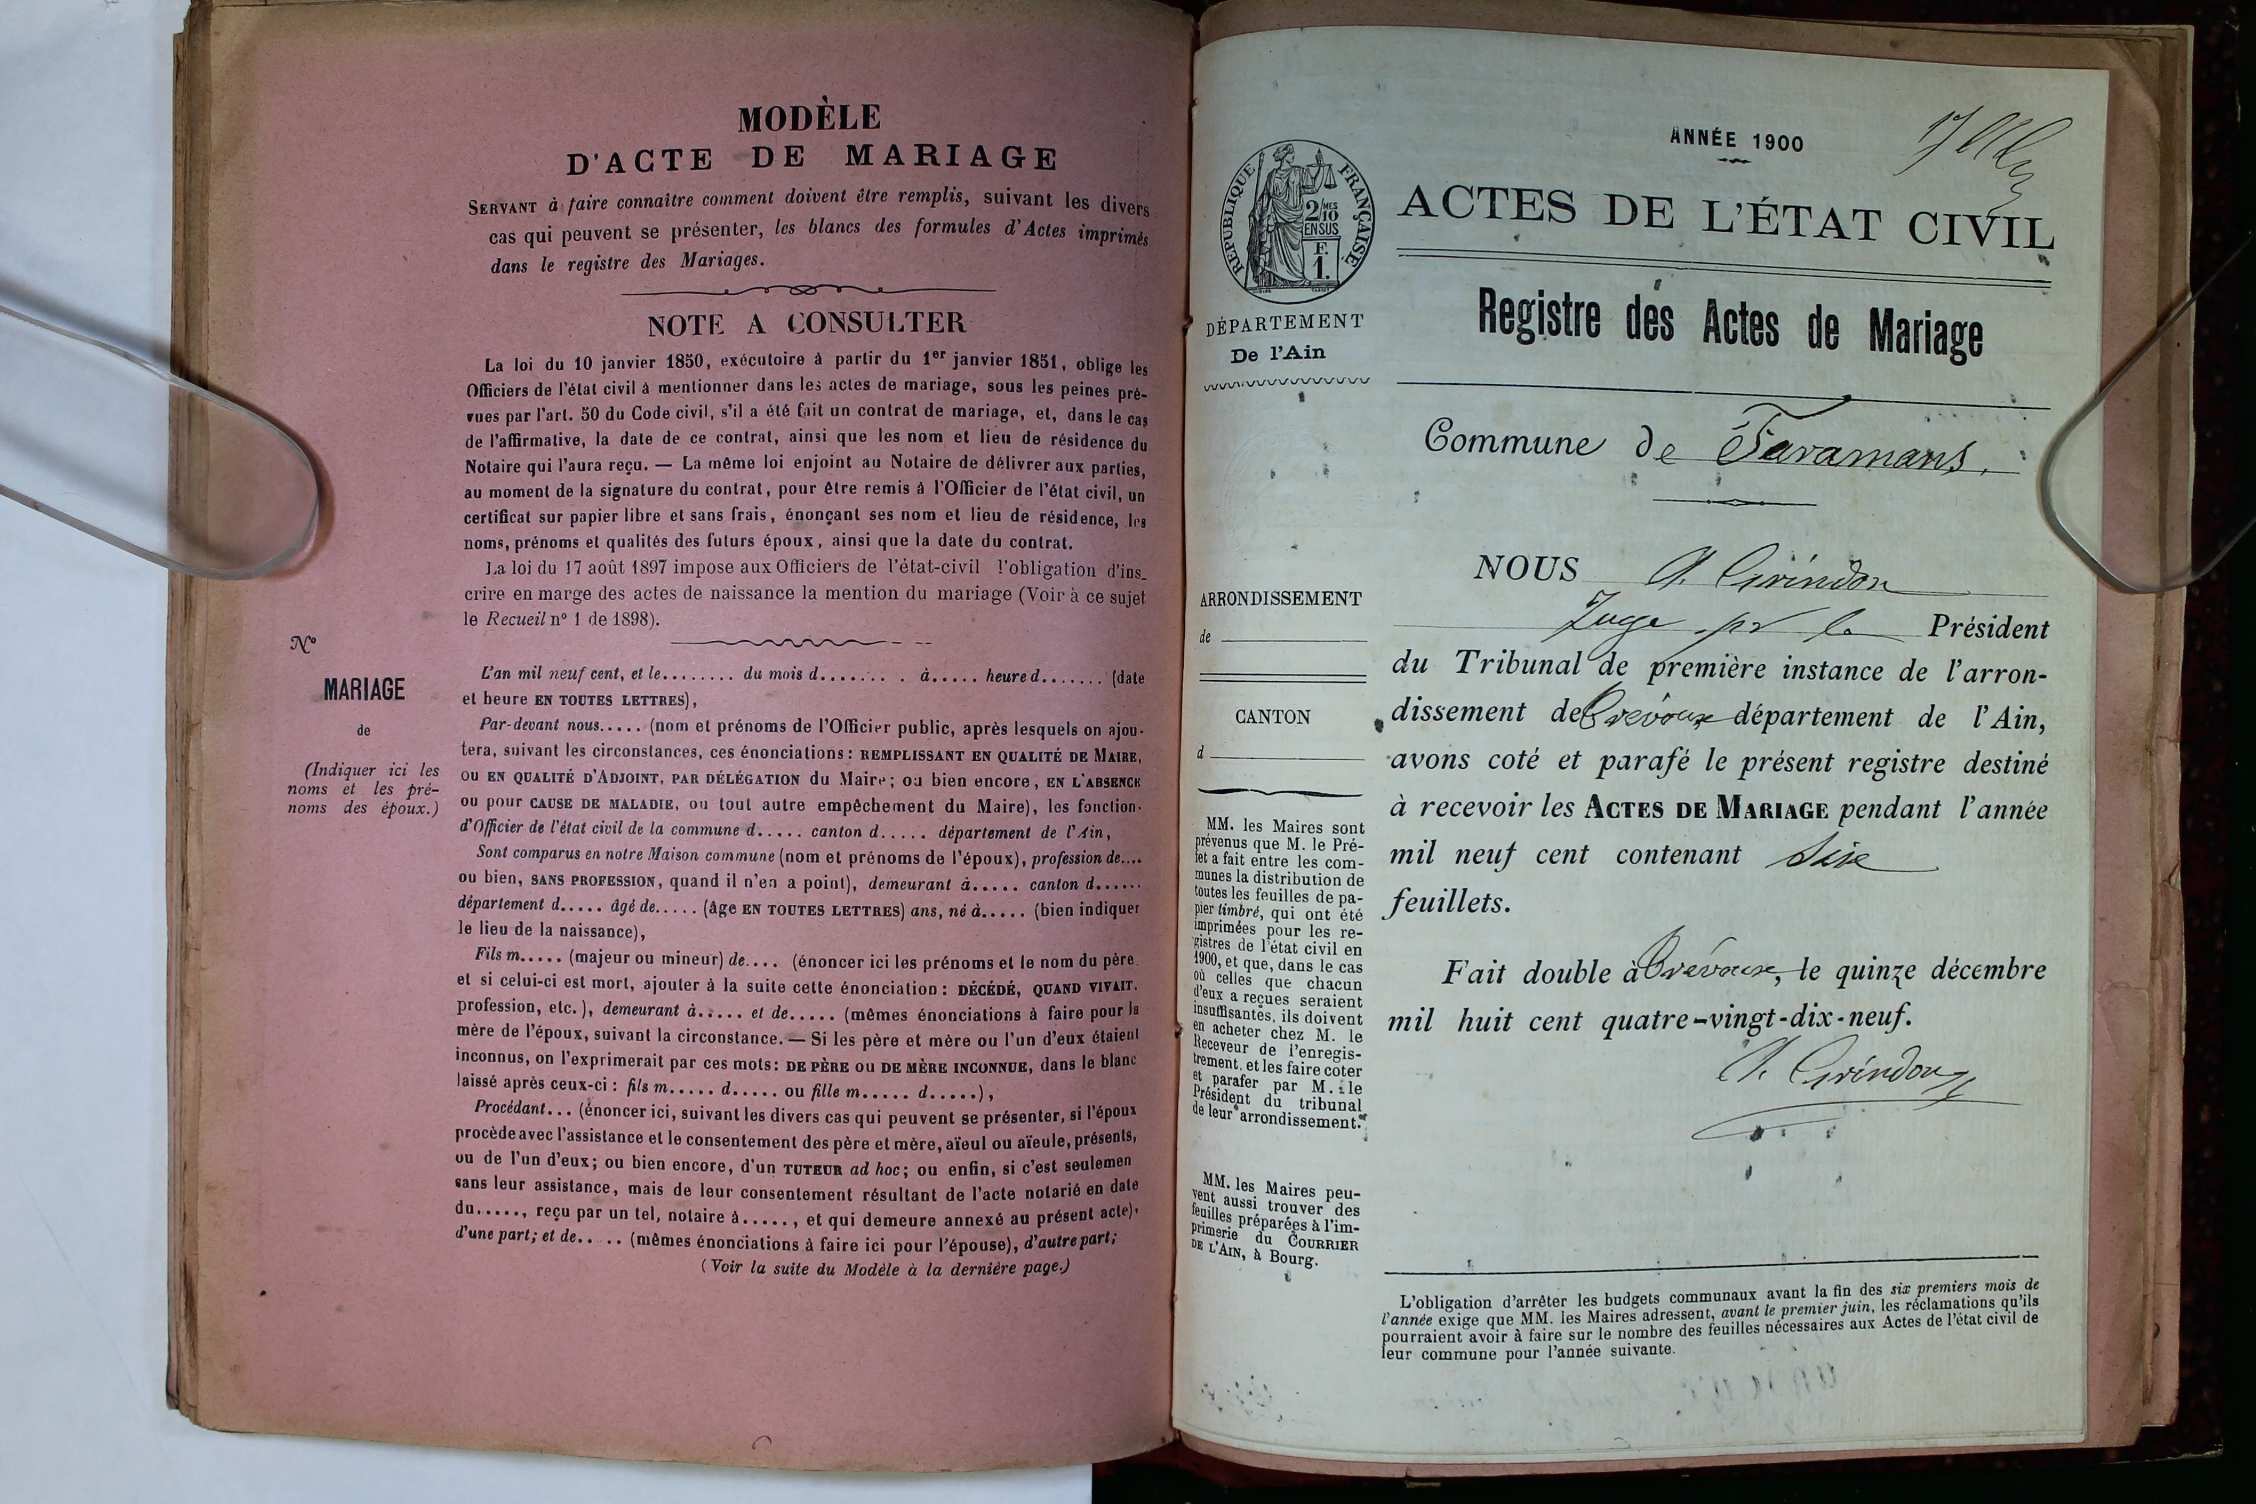 MODÈLE
D'ACTE DE MARIAGE
SERVANT à faire connaître comment doivent être remplis, suivant les divers
cas qui peuvent se présenter, les blancs des formules d'Actes imprimés
dans le registre des Mariages.
NOTE A CONSULTER
La loi du 10 janvier 1850, exécutoire à partir du 1er janvier 1851, oblige les
Officiers de l'état civil à mentionner dans les actes de mariage, sous les peines pré-
vues par l'art. 50 du Code civil, s'il a été fait un contrat de mariage, et, dans le cas
de l'affirmative, la date de ce contrat, ainsi que les nom et lieu de résidence du
Notaire qui l'aura reçu. — La même loi enjoint au Notaire de délivrer aux parties,
au moment de la signature du contrat, pour être remis à l'Officier de l'état civil, un
certificat sur papier libre et sans frais, énonçant ses nom et lieu de résidence, les
noms, prénoms et qualités des futurs époux, ainsi que la date du contrat.
La loi du 17 août 1897 impose aux Officiers de l'état-civil l'obligation d'ins-
crire en marge des actes de naissance la mention du mariage (Voir à ce sujet
le Recueil n° 1 de 1898).
N°
MARIAGE
de
(Indiquer ici les
noms et les pré-
noms des époux.)
L'an mil neuf cent, et le........ du mois d........ à..... heure d....... (date
et heure EN TOUTES LETTRES),
Par-devant nous..... (nom et prénoms de l'Officier public, après lesquels on ajou-
tera, suivant les circonstances, ces énonciations : REMPLISSANT EN QUALITÉ DE MAIRE,
OU EN QUALITÉ D'ADJOINT, PAR DÉLÉGATION du Maire; ou bien encore, EN L'ABSENCE
ou pour CAUSE DE MALADIE, ou tout autre empêchement du Maire), les fonction-
d'Officier de l'état civil de la commune d..... canton d..... département de l'Ain,
Sont comparus en notre Maison commune (nom et prénoms de l'époux), profession de....
ou bien, SANS PROFESSION, quand il n'en a point), demeurant à..... canton d......
département d..... âgé de..... (âge EN TOUTES LETTRES) ans, né à..... (bien indiquer
le lieu de la naissance),
Fils m..... (majeur ou mineur) de.... (énoncer ici les prénoms et le nom du père
et si celui-ci est mort, ajouter à la suite cette énonciation : DÉCÉDÉ, QUAND VIVAIT.
profession, etc.), demeurant à..... et de..... (mêmes énonciations à faire pour la
mère de l'époux, suivant la circonstance. — Si les père et mère ou l'un d'eux étaient
inconnus, on l'exprimerait par ces mots : DE PÈRE OU DE MÈRE INCONNUE, dans le blanc
laissé après ceux-ci : fils m..... d..... ou fille m..... d.....),
Procédant... (énoncer ici, suivant les divers cas qui peuvent se présenter, si l'époux
procède avec l'assistance et le consentement des père et mère, aïeul ou aïeule, présents,
ou de l'un d'eux; ou bien encore, d'un TUTEUR ad hoc; ou enfin, si c'est seulemen
sans leur assistance, mais de leur consentement résultant de l'acte notarié en date
du....., reçu par un tel, notaire à....., et qui demeure annexé au présent acte),
d'une part; et de.. .. (mêmes énonciations à faire ici pour l'épouse), d'autre part;
(Voir la suite du Modèle à la dernière page.)
ANNÉE 1900
ACTES DE L'ÉTAT CIVIL
RÉPUBLIQUE FRANÇAISE
2/10 MES
EN SUS
F.
1.
DÉPARTEMENT
De l'Ain
Registre des Actes de Mariage
Commune de Faramans.
ARRONDISSEMENT
de
CANTON
d
MM. les Maires sont
prévenus que M. le Pré-
fet a fait entre les com-
munes la distribution de
toutes les feuilles de pa-
pier timbré, qui ont été
imprimées pour les re-
gistres de l'état civil en
1900, et que, dans le cas
où celles que chacun
d'eux a reçues seraient
insuffisantes, ils doivent
en acheter chez M. le
Receveur de l'enregis-
trement, et les faire coter
et parafer par M. le
Président du tribunal
de leur arrondissement.
MM. les Maires peu-
vent aussi trouver des
feuilles préparées à l'im-
primerie du COURRIER
DE L'AIN, à Bourg.
NOUS A. Grindon
Juge pr le Président
du Tribunal de première instance de l'arron-
dissement de Trévoux département de l'Ain,
avons coté et parafé le présent registre destiné
à recevoir les ACTES DE MARIAGE pendant l'année
mil neuf cent contenant Six
feuillets.
Fait double à Trévoux, le quinze décembre
mil huit cent quatre-vingt-dix-neuf.
A. Grindon
L'obligation d'arrêter les budgets communaux avant la fin des six premiers mois de
l'année exige que MM. les Maires adressent, avant le premier juin, les réclamations qu'ils
pourraient avoir à faire sur le nombre des feuilles nécessaires aux Actes de l'état civil de
leur commune pour l'année suivante.